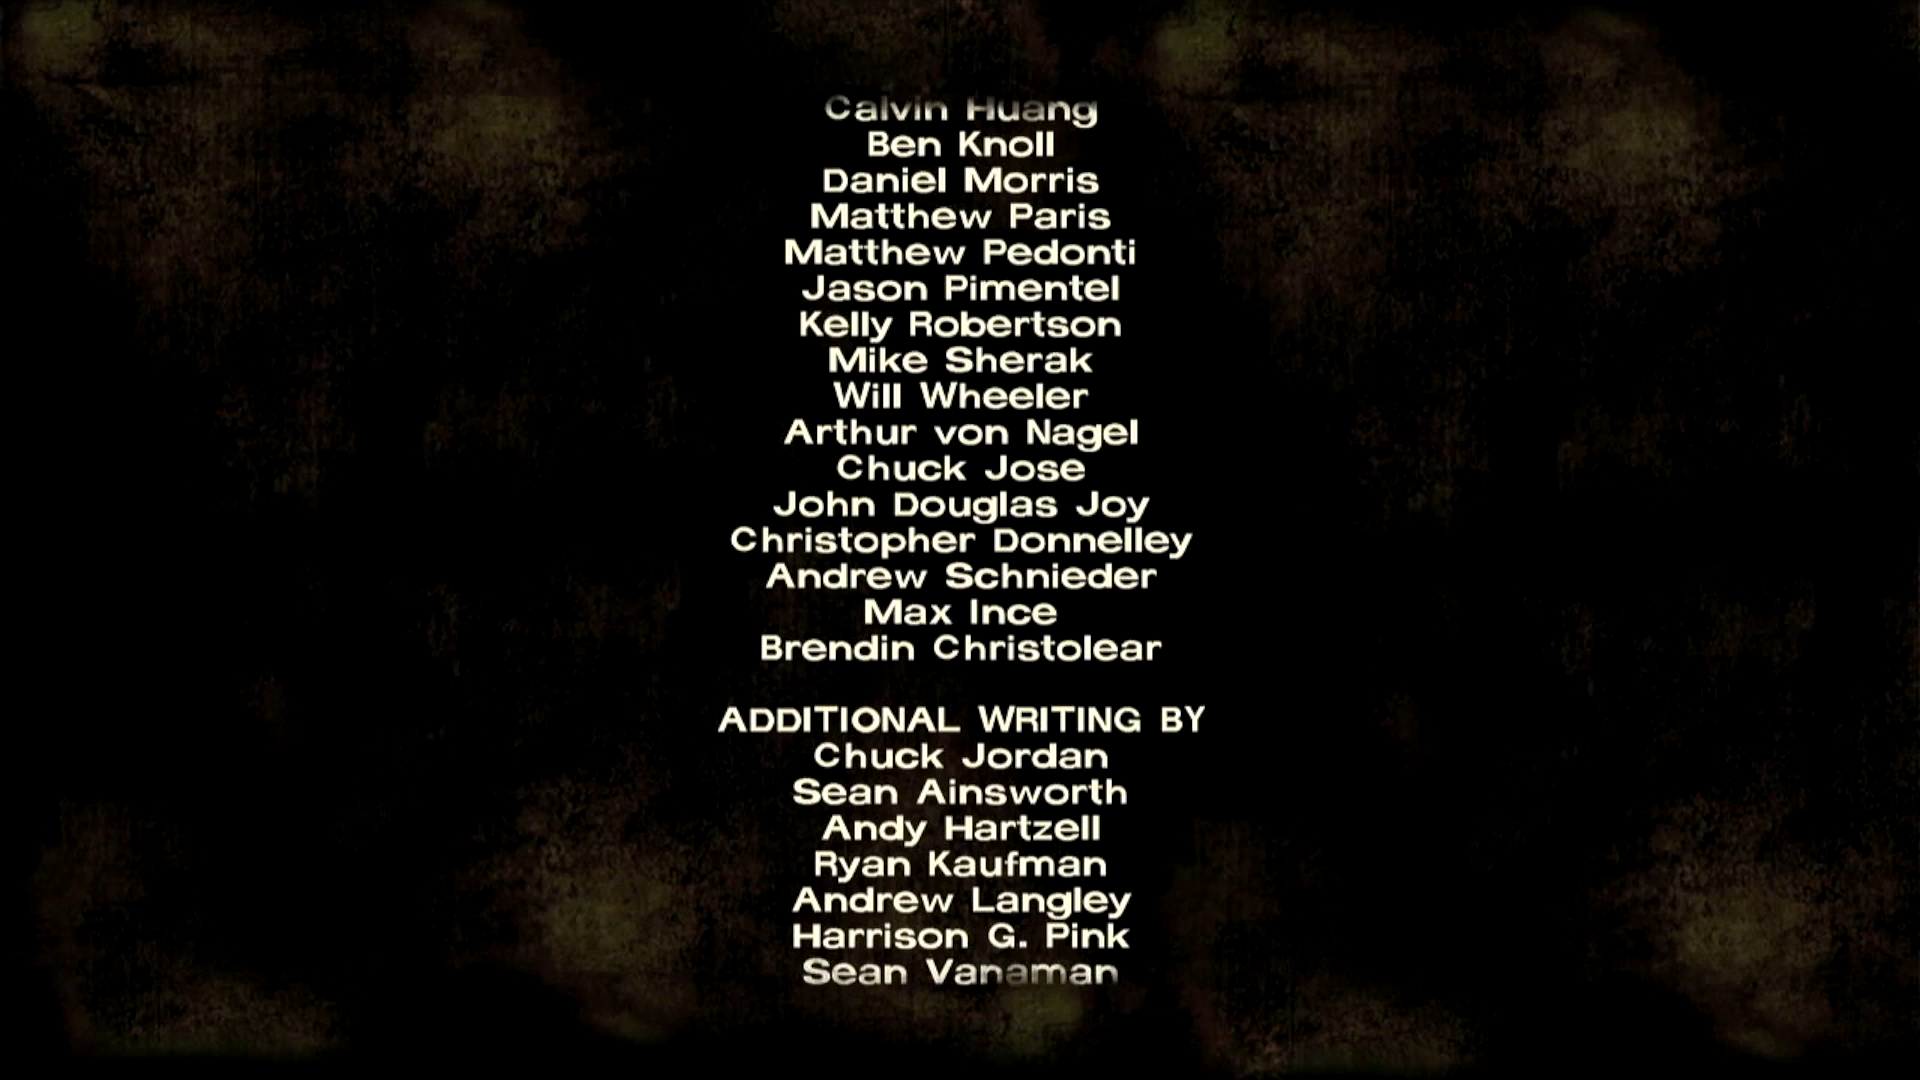 Calvin Huang
Ben Knoll
Daniel Morris
Matthew Paris
Matthew Pedonti
Jason Pimentel
Kelly Robertson
Mike Sherak
Will Wheeler
Arthur von Nagel
Chuck Jose
John Douglas Joy
Christopher Donnelley
Andrew Schnieder
Max Ince
Brendin Christolear
ADDITIONAL WRITING BY
Chuck Jordan
Sean Ainsworth
Andy Hartzell
Ryan Kaufman
Andrew Langley
Harrison G. Pink
Sean Vanaman